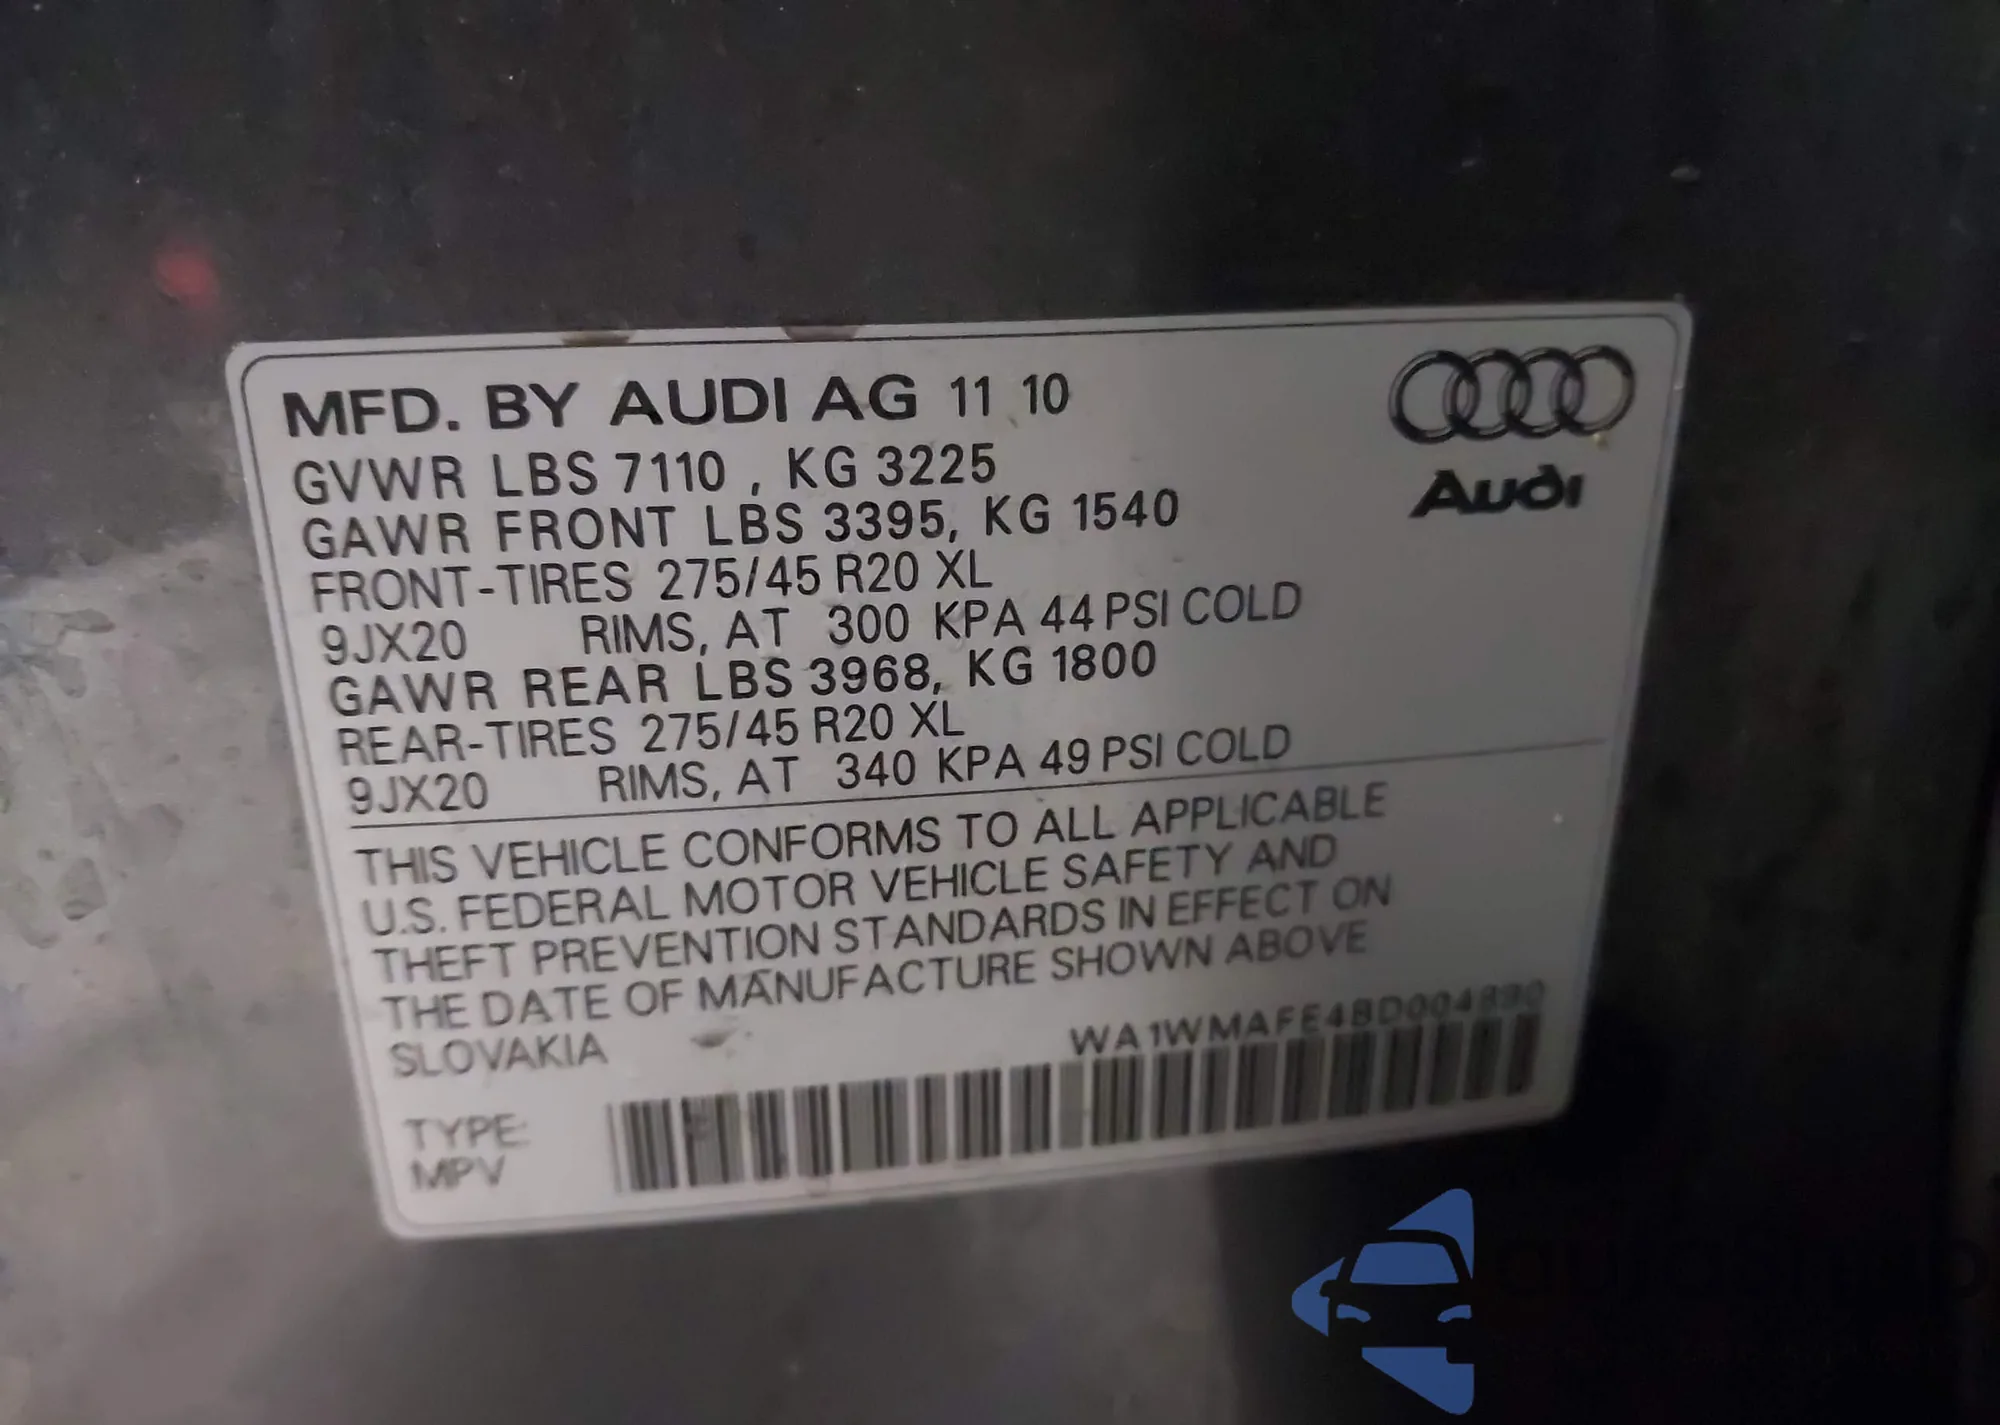 MFD. BY AUDI AG 11 10
GVWR LBS 7110 , KG 3225
GAWR FRONT LBS 3395, KG 1540
FRONT-TIRES 275/45 R20 XL
9JX20 RIMS, AT 300 KPA 44 PSI COLD
GAWR REAR LBS 3968, KG 1800
REAR-TIRES 275/45 R20 XL
9JX20 RIMS, AT 340 KPA 49 PSI COLD
Audi
THIS VEHICLE CONFORMS TO ALL APPLICABLE
U.S. FEDERAL MOTOR VEHICLE SAFETY AND
THEFT PREVENTION STANDARDS IN EFFECT ON
THE DATE OF MANUFACTURE SHOWN ABOVE
SLOVAKIA
TYPE:
MPV